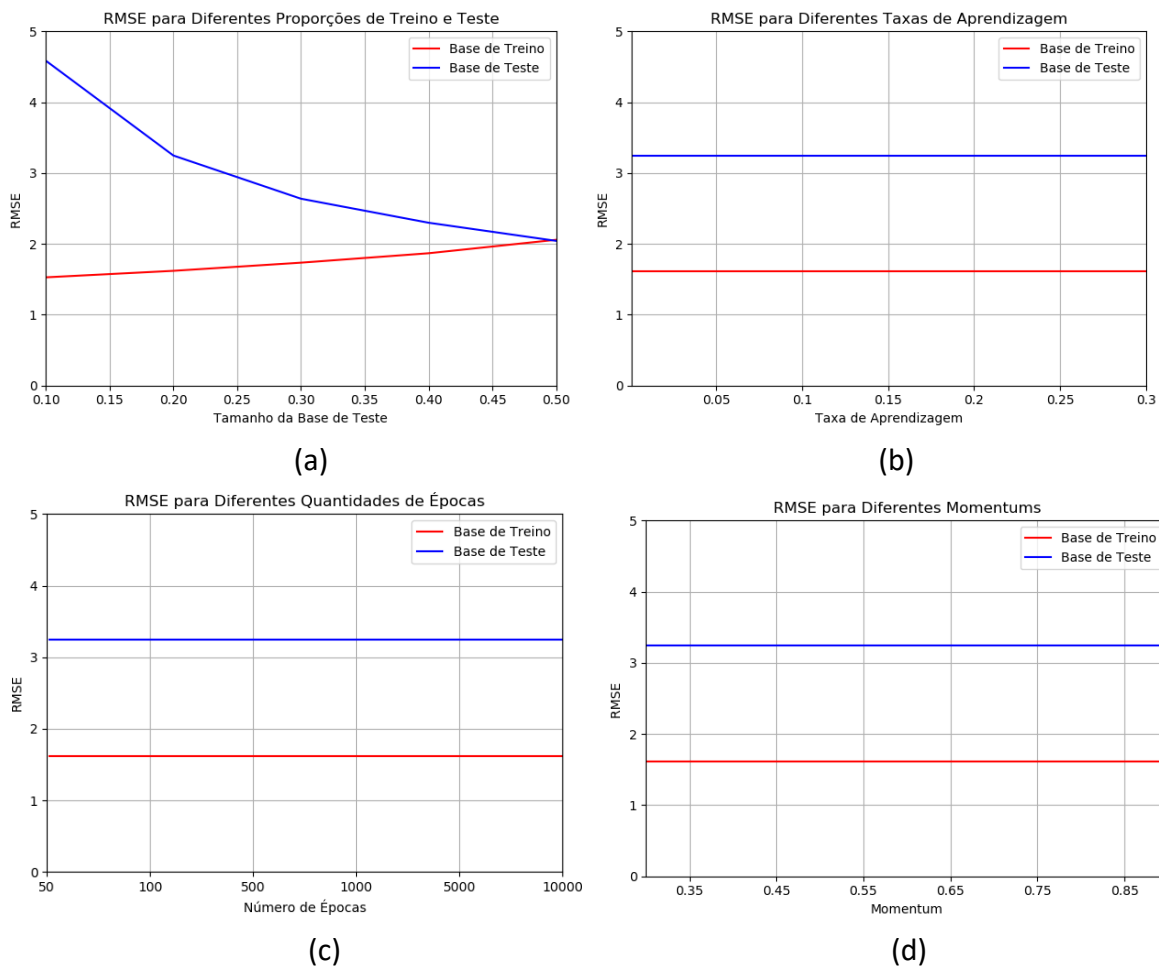 RMSE para Diferentes Proporções de Treino e Teste
5
4
3
2
1
0
RMSE
Base de Treino
Base de Teste
0.10 0.15 0.20 0.25 0.30 0.35 0.40 0.45 0.50
Tamanho da Base de Teste
(a)
RMSE para Diferentes Taxas de Aprendizagem
5
4
3
2
1
0
RMSE
Base de Treino
Base de Teste
0.05 0.1 0.15 0.2 0.25 0.3
Taxa de Aprendizagem
(b)
RMSE para Diferentes Quantidades de Épocas
5
4
3
2
1
0
RMSE
Base de Treino
Base de Teste
50 100 500 1000 5000 10000
Número de Épocas
(c)
RMSE para Diferentes Momentums
5
4
3
2
1
0
RMSE
Base de Treino
Base de Teste
0.35 0.45 0.55 0.65 0.75 0.85
Momentum
(d)